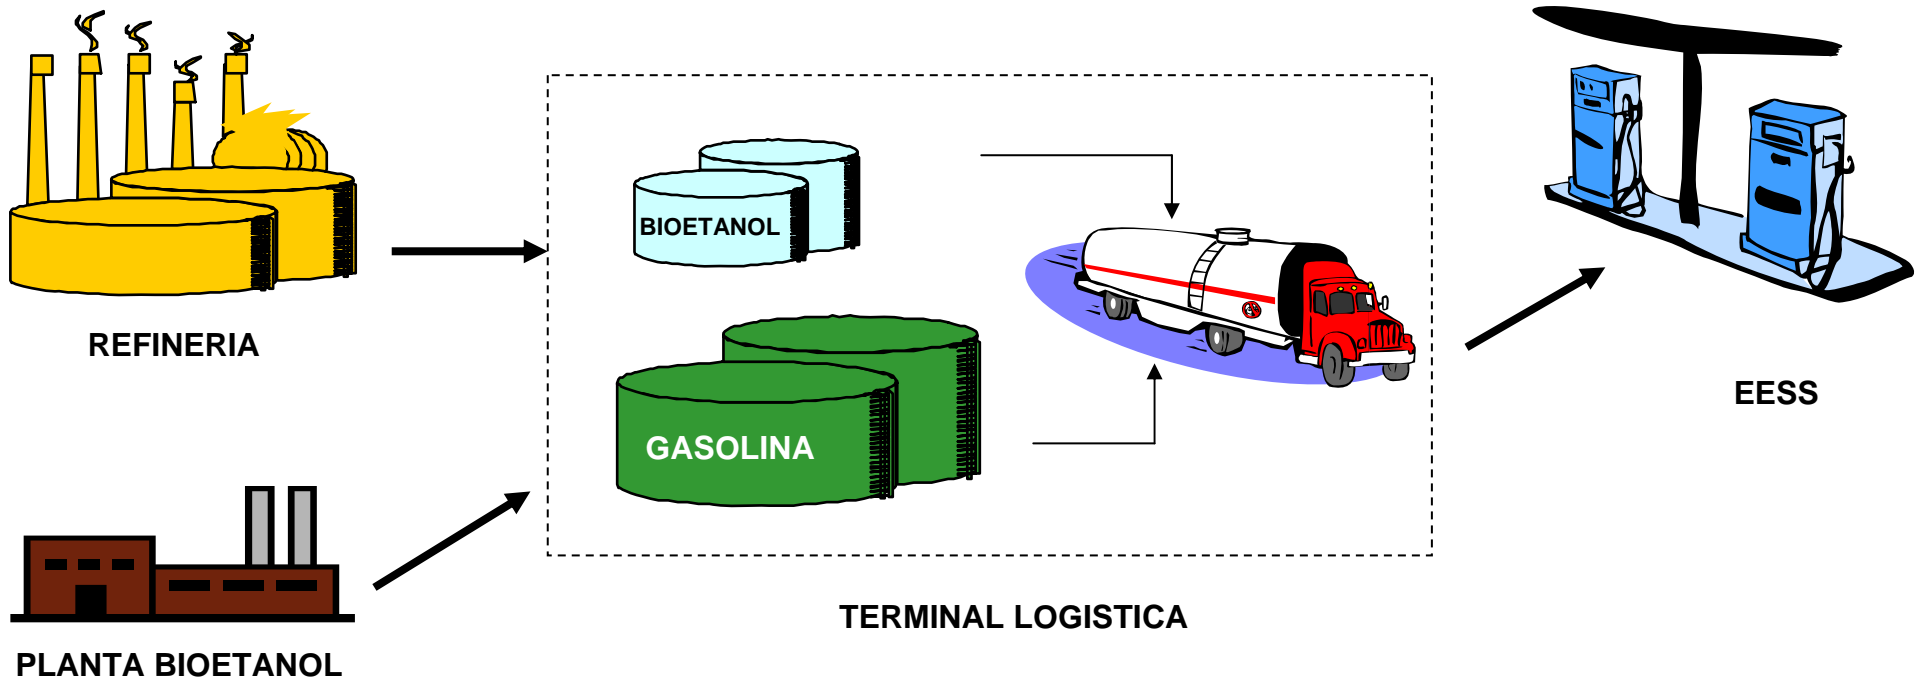 REFINERIA
PLANTA BIOETANOL
BIOETANOL
GASOLINA
TERMINAL LOGISTICA
EESS